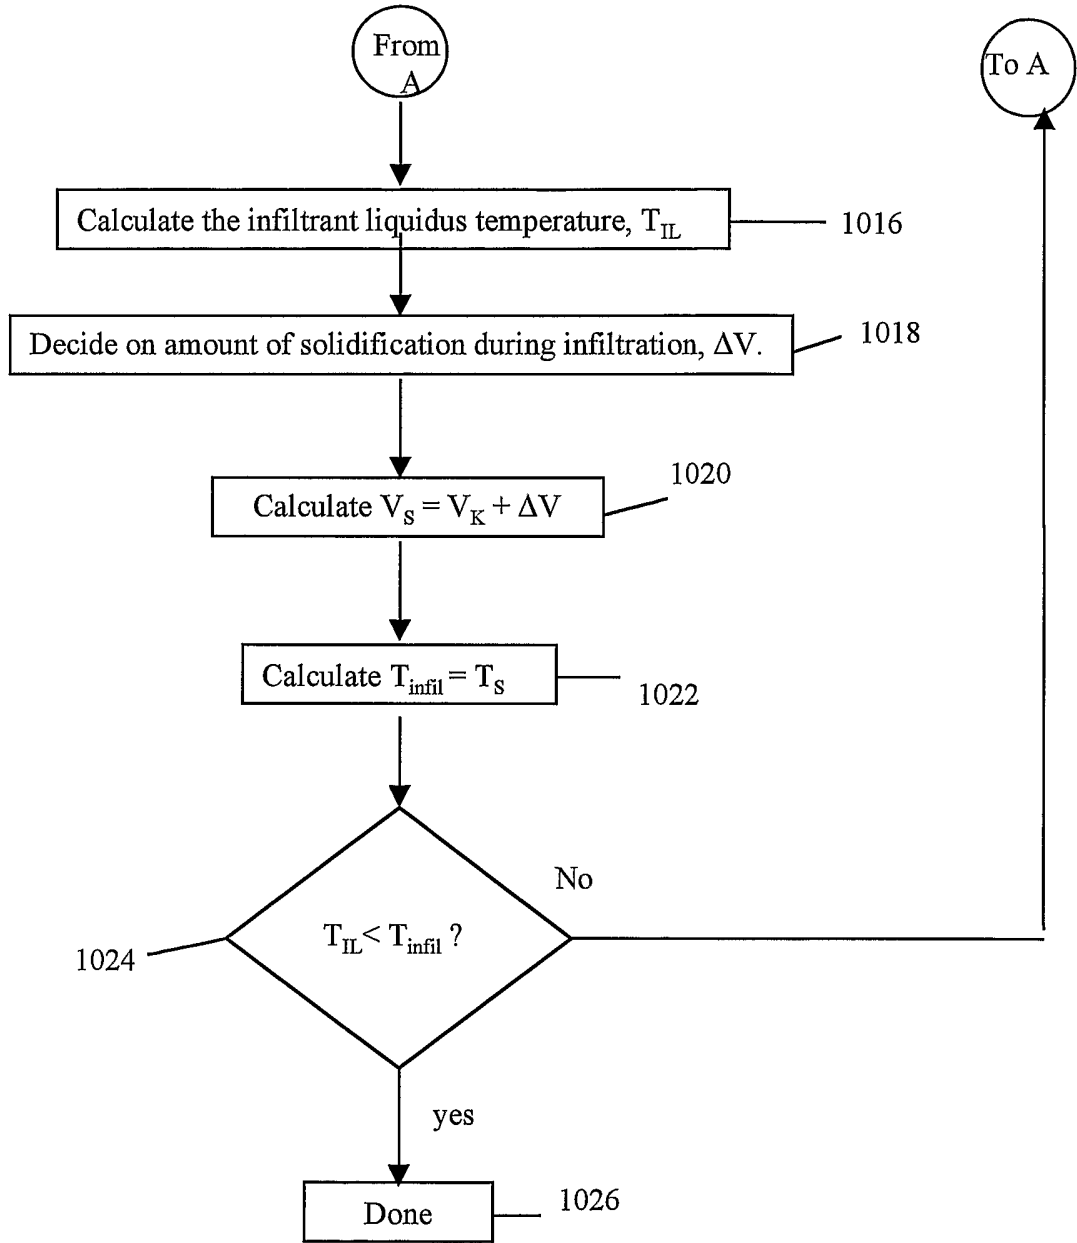 From
A
To A
Calculate the infiltrant liquidus temperature, T_IL
1016
Decide on amount of solidification during infiltration, ΔV.
1018
Calculate V_S = V_K + ΔV
1020
Calculate T_infil = T_S
1022
No
T_IL < T_infil ?
1024
yes
Done
1026